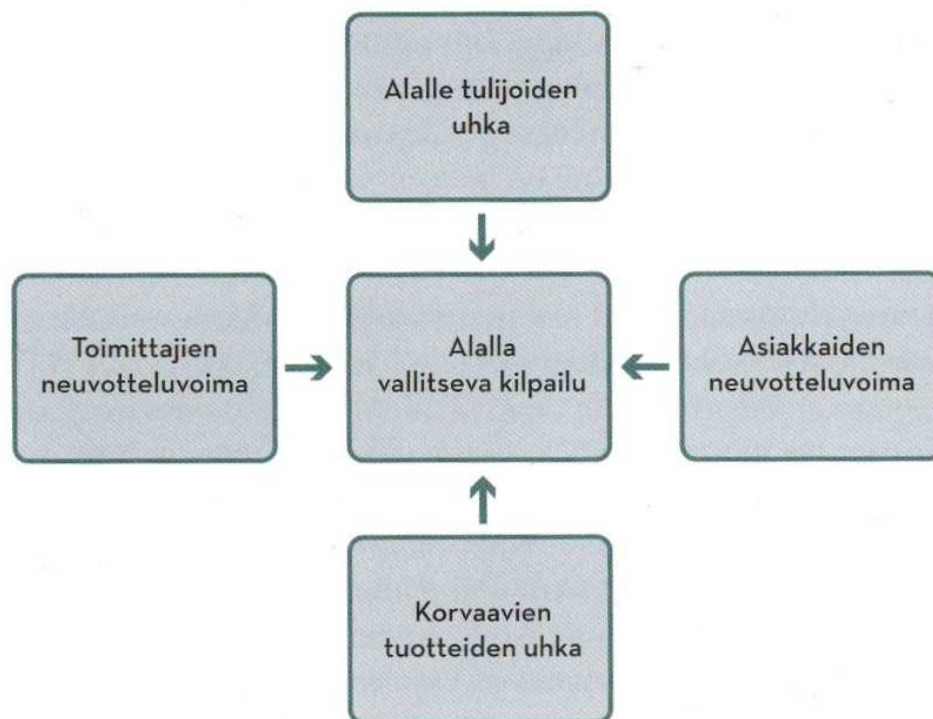 Alalle tulijoiden
uhka
Toimittajien
neuvotteluvoima
Alalla
vallitseva kilpailu
Asiakkaiden
neuvotteluvoima
Korvaavien
tuotteiden uhka